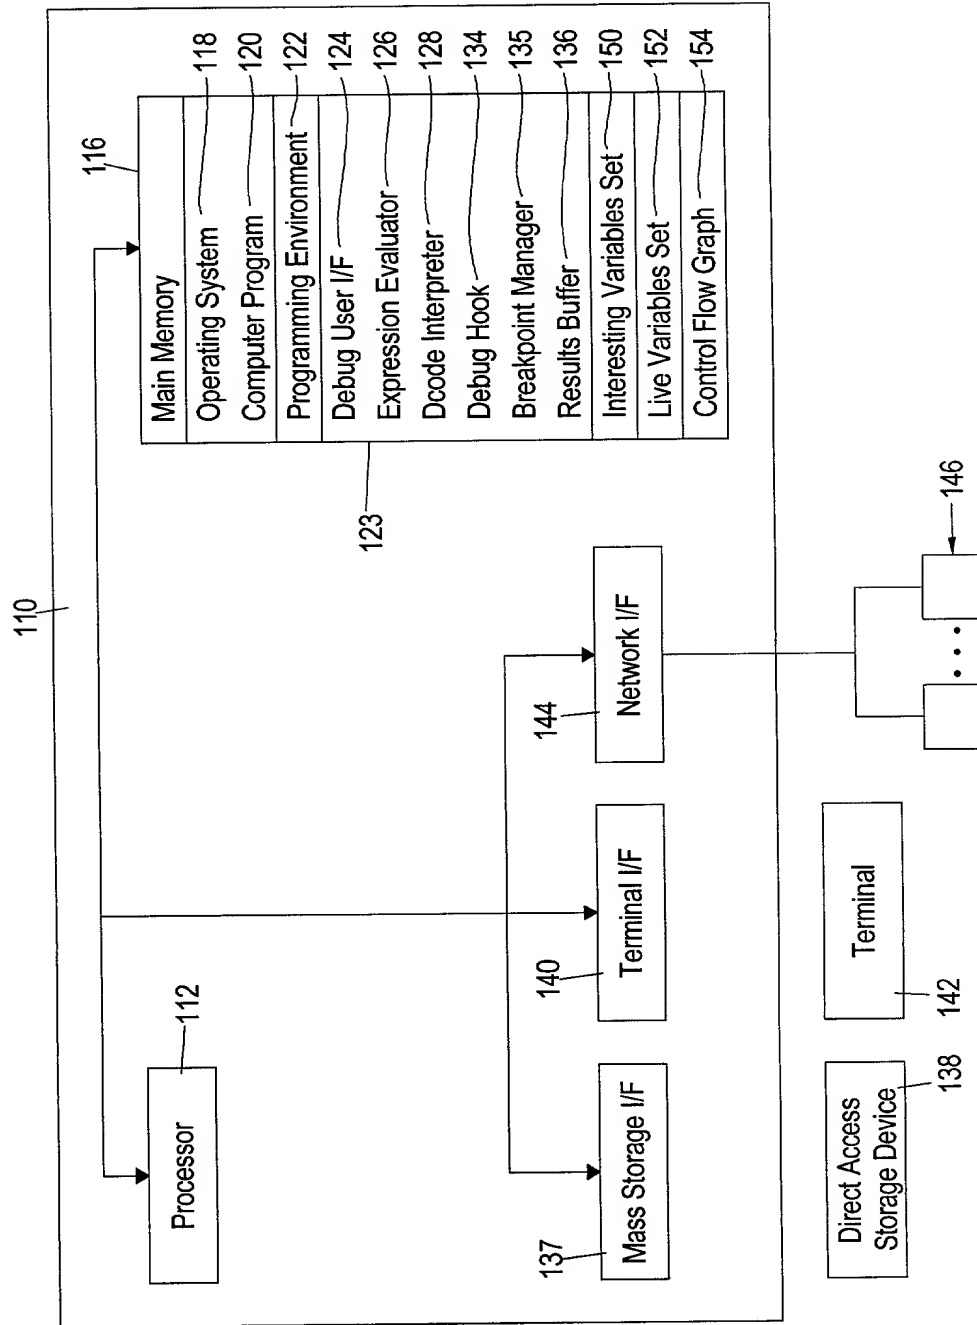 110
Processor
112
116
Main Memory
Operating System
118
Computer Program
120
Programming Environment
122
Debug User I/F
124
Expression Evaluator
126
Dcode Interpreter
128
Debug Hook
134
Breakpoint Manager
135
Results Buffer
136
Interesting Variables Set
150
Live Variables Set
152
Control Flow Graph
154
123
Mass Storage I/F
137
Terminal I/F
140
Network I/F
144
Direct Access
Storage Device
138
Terminal
142
146